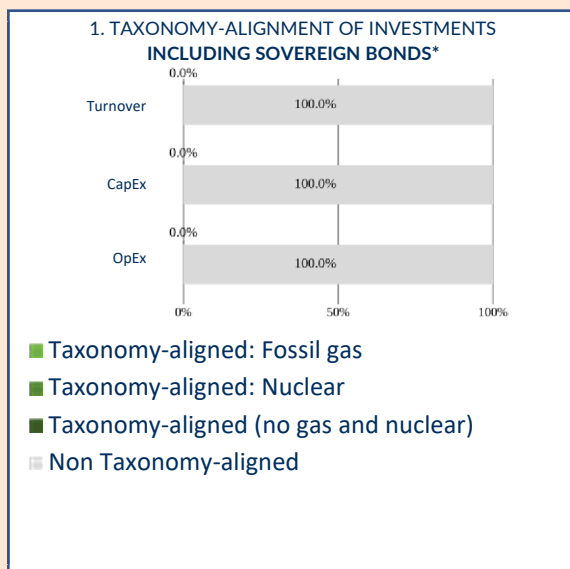 1. TAXONOMY-ALIGNMENT OF INVESTMENTS
INCLUDING SOVEREIGN BONDS*
0.0%
Turnover 100.0%
0.0%
CapEx 100.0%
0.0%
OpEx 100.0%
0% 50% 100%
Taxonomy-aligned: Fossil gas
Taxonomy-aligned: Nuclear
Taxonomy-aligned (no gas and nuclear)
Non Taxonomy-aligned